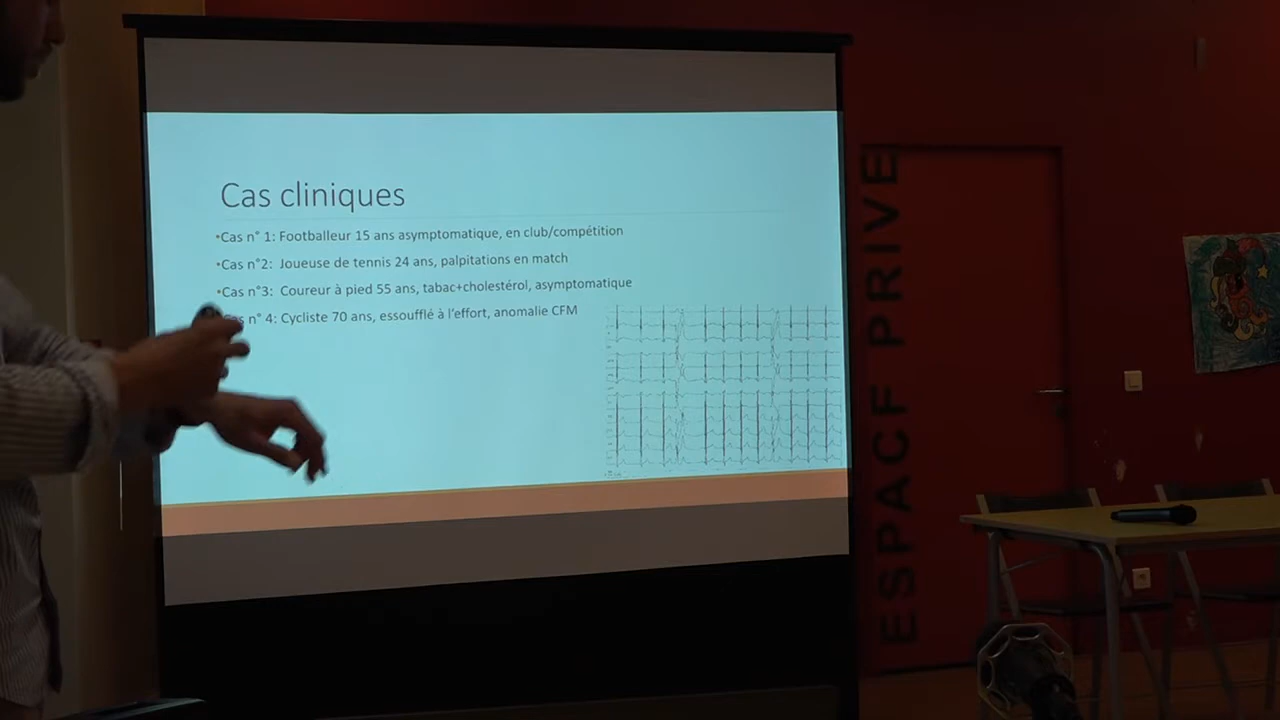 Cas cliniques
•Cas n° 1: Footballeur 15 ans asymptomatique, en club/compétition
•Cas n°2: Joueuse de tennis 24 ans, palpitations en match
•Cas n°3: Coureur à pied 55 ans, tabac+cholestérol, asymptomatique
Cas n° 4: Cycliste 70 ans, essoufflé à l'effort, anomalie CFM
ESPACE PRIVE